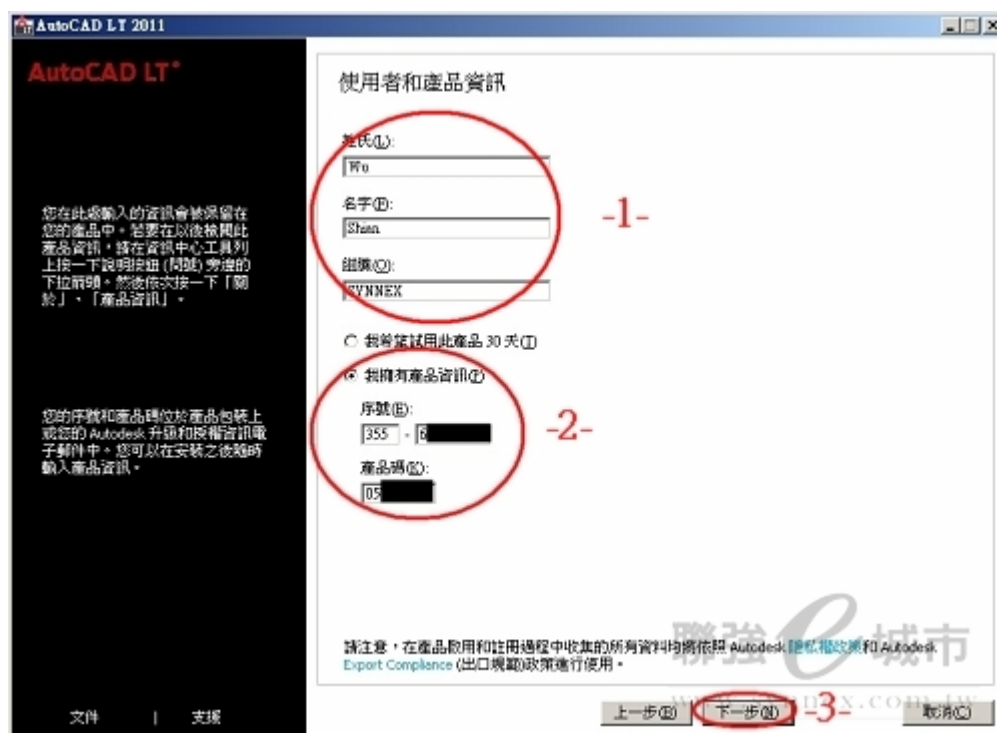 AutoCAD LT 2011
AutoCAD LT
使用者和產品資訊
姓氏(L):
Wu
名字(F):
Shian
組織(O):
SYNNEX
-1-
您在此處輸入的資訊會被保留在
您的產品中。若要在以後檢閱此
產品資訊,請在資訊中心工具列
上按一下說明按鈕 (問號) 旁邊的
下拉箭頭。然後依次按一下「關
於」、「產品資訊」。
我希望試用此產品 30 天(T)
我擁有產品資訊(P)
序號(E):
355 - 6
產品碼(K):
05
-2-
您的序號和產品碼位於產品包裝上
或您的 Autodesk 升級和授權資訊電
子郵件中。您可以在安裝之後隨時
輸入產品資訊。
請注意,在產品啟用和註冊過程中收集的所有資料均將依照 Autodesk 隱私權政策和 Autodesk
Export Compliance (出口規範)政策進行使用。
聯強e城市
www.synnex.com.tw
文件 | 支援
上一步(B)
下一步(N)
-3-
取消(C)